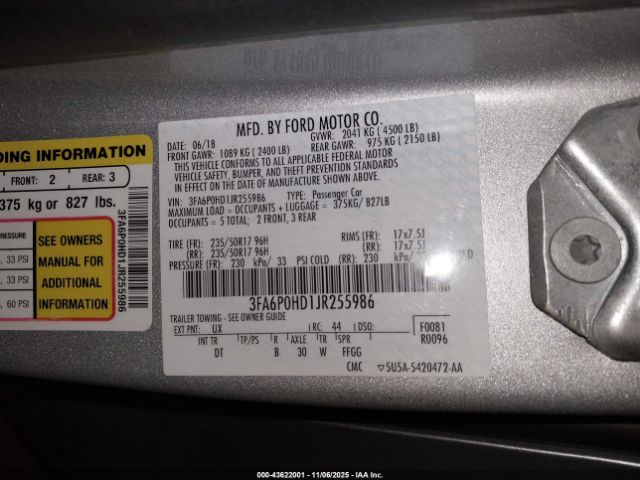 MFD. BY FORD MOTOR CO.
DATE: 06/18 GVWR: 2041 KG ( 4500 LB)
FRONT GAWR: 1089 KG ( 2400 LB) REAR GAWR: 975 KG ( 2150 LB)
THIS VEHICLE CONFORMS TO ALL APPLICABLE FEDERAL MOTOR
VEHICLE SAFETY, BUMPER, AND THEFT PREVENTION STANDARDS
IN EFFECT ON THE DATE OF MANUFACTURE SHOWN ABOVE.
VIN: 3FA6P0HD1JR255986 TYPE: Passenger Car
MAXIMUM LOAD = OCCUPANTS + LUGGAGE = 375KG/ 827LB
OCCUPANTS = 5 TOTAL; 2 FRONT, 3 REAR
TIRE (FR): 235/50R17 96H RIMS (FR): 17x7.5J
(RR): 235/50R17 96H (RR): 17x7.5J
PRESSURE (FR): 230 kPa/ 33 PSI COLD (RR): 230 kPa/ 33 PSI COLD
3FA6P0HD1JR255986
TRAILER TOWING - SEE OWNER GUIDE
EXT PNT: UX RC: 44 DSO: F0081
INT TR TP/PS R AXLE TR SPR R0096
DT B 30 W FFGG
CMC 5U5A-5420472-AA
DING INFORMATION
FRONT: 2 REAR: 3
375 kg or 827 lbs.
PRESSURE
, 33 PSI
, 33 PSI
, 60 PSI
SEE OWNERS
MANUAL FOR
ADDITIONAL
INFORMATION
3FA6P0HD1JR255986
000-43622001 - 11/06/2025 - IAAI, Inc.